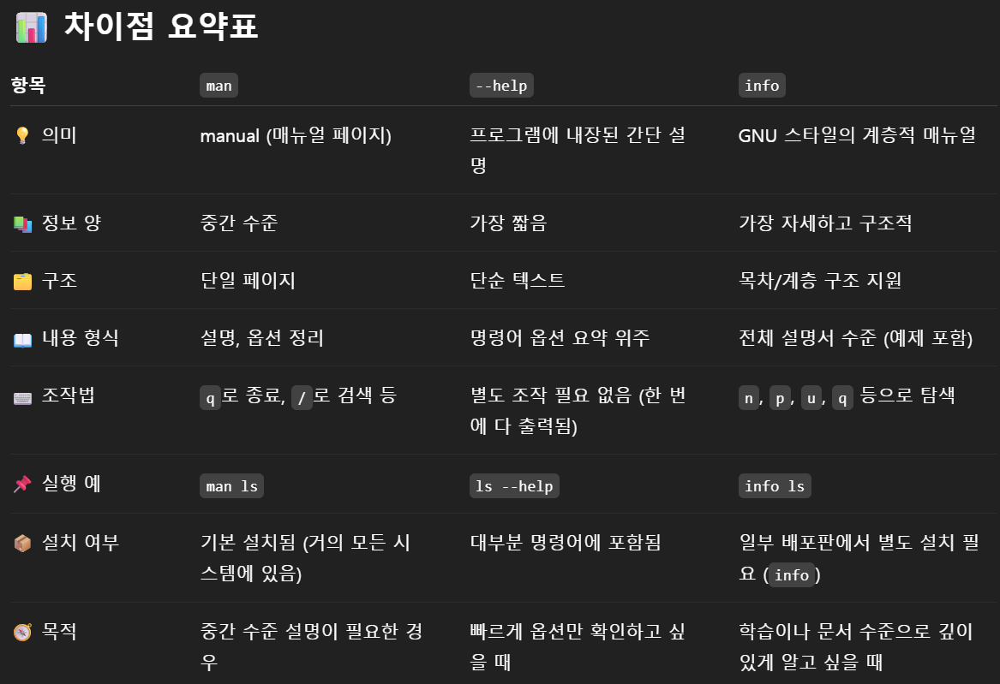 차이점 요약표
항목 man --help info
의미 manual (매뉴얼 페이지) 프로그램에 내장된 간단 설 GNU 스타일의 계층적 매뉴얼
명
정보 양 중간 수준 가장 짧음 가장 자세하고 구조적
구조 단일 페이지 단순 텍스트 목차/계층 구조 지원
내용 형식 설명, 옵션 정리 명령어 옵션 요약 위주 전체 설명서 수준 (예제 포함)
조작법 q로 종료, /로 검색 등 별도 조작 필요 없음 (한 번 n, p, u, q 등으로 탐색
에 다 출력됨)
실행 예 man ls ls --help info ls
설치 여부 기본 설치됨 (거의 모든 시 대부분 명령어에 포함됨 일부 배포판에서 별도 설치 필
스템에 있음) 요 (info)
목적 중간 수준 설명이 필요한 경 빠르게 옵션만 확인하고 싶 학습이나 문서 수준으로 깊이
우 을 때 있게 알고 싶을 때